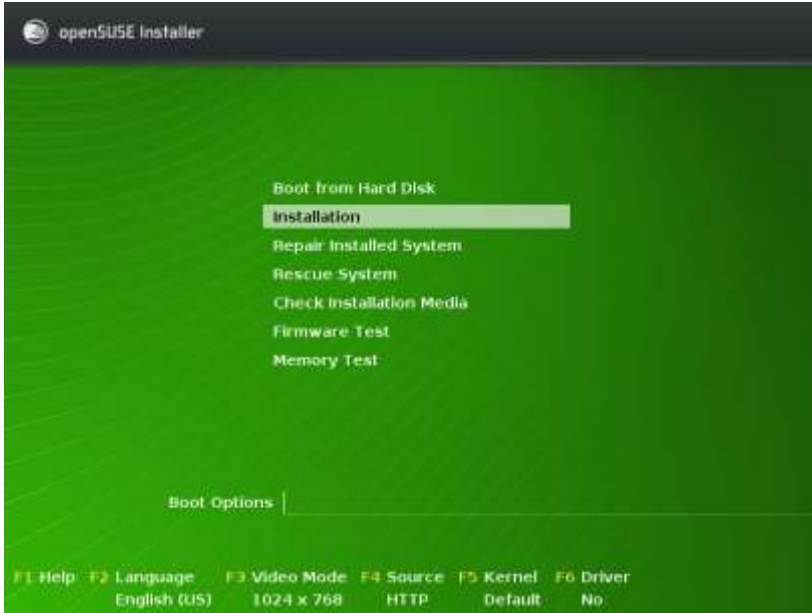 openSUSE Installer
Boot from Hard Disk
Installation
Repair Installed System
Rescue System
Check Installation Media
Firmware Test
Memory Test
Boot Options
F1 Help F2 Language F3 Video Mode F4 Source F5 Kernel F6 Driver
English (US) 1024 x 768 HTTP Default No